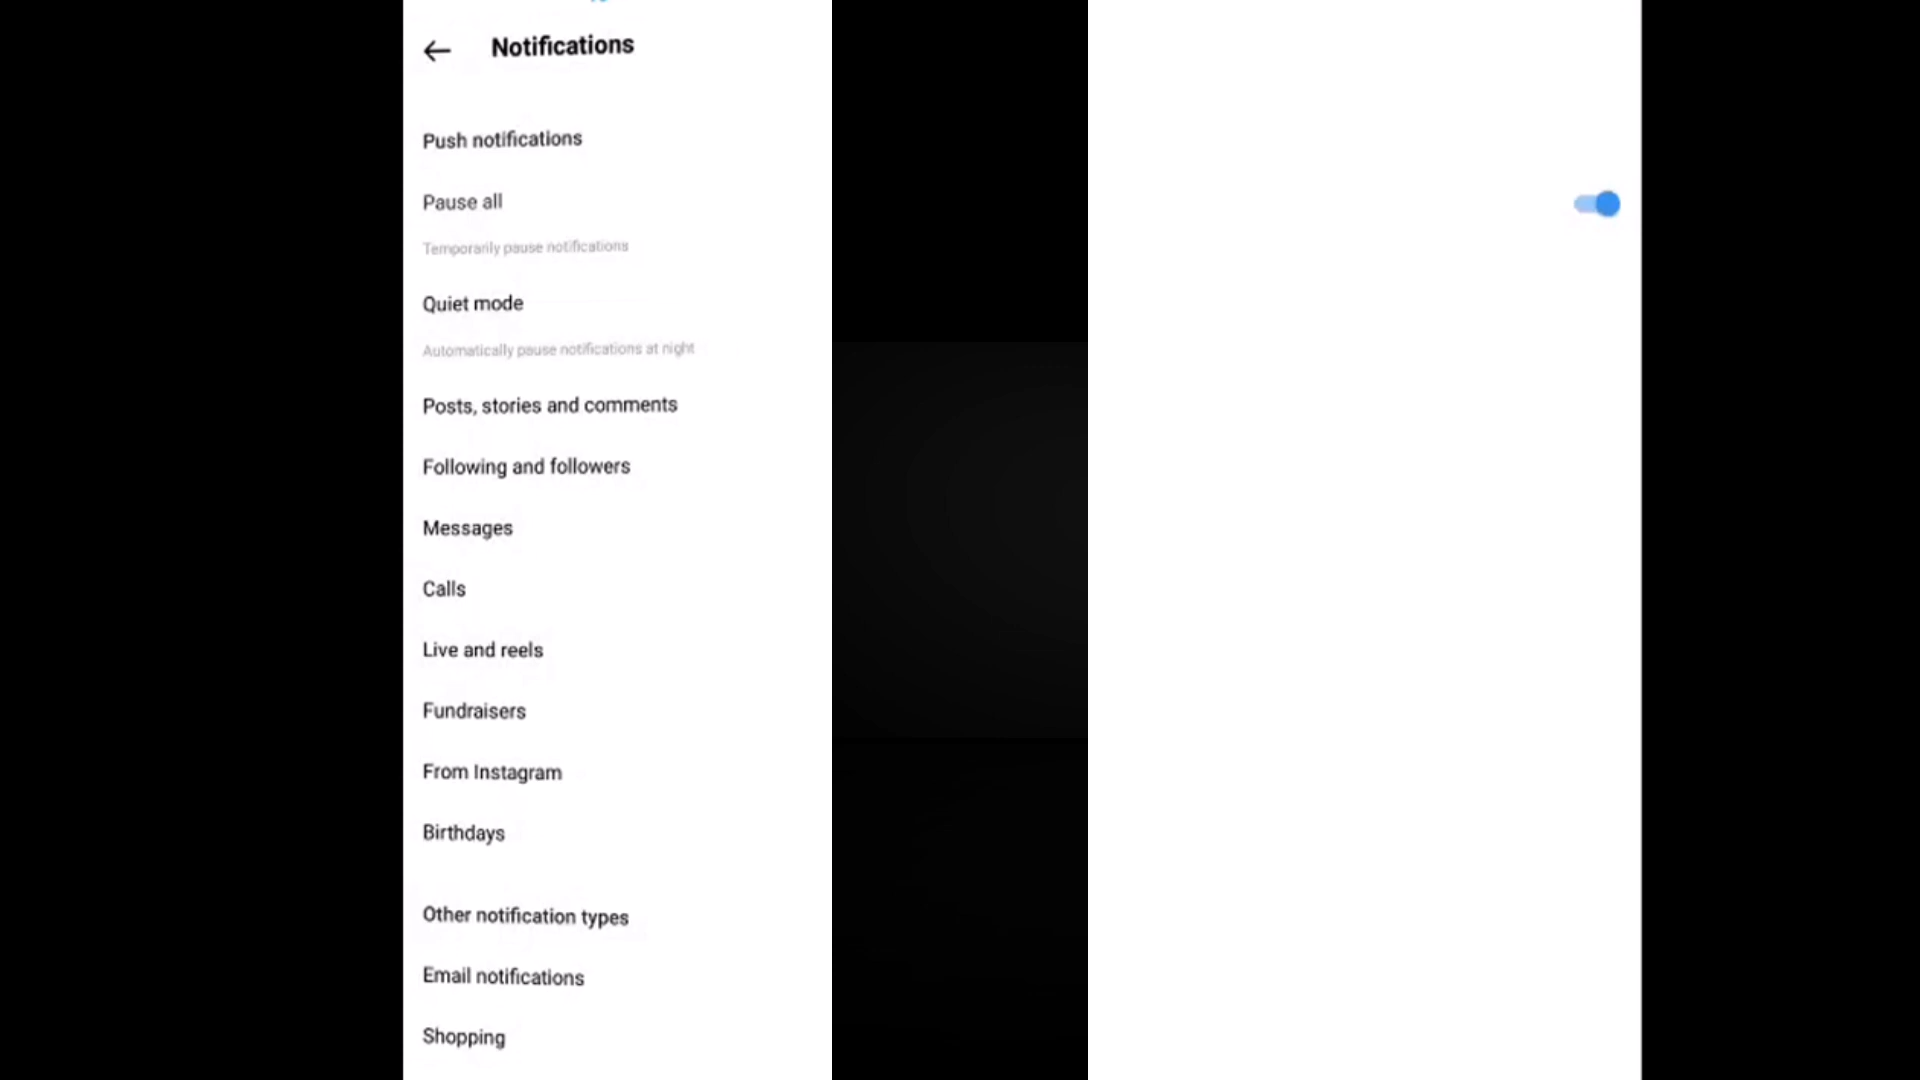 Notifications
Push notifications
Pause all
Temporarily pause notifications
Quiet mode
Automatically pause notifications at night
Posts, stories and comments
Following and followers
Messages
Calls
Live and reels
Fundraisers
From Instagram
Birthdays
Other notification types
Email notifications
Shopping